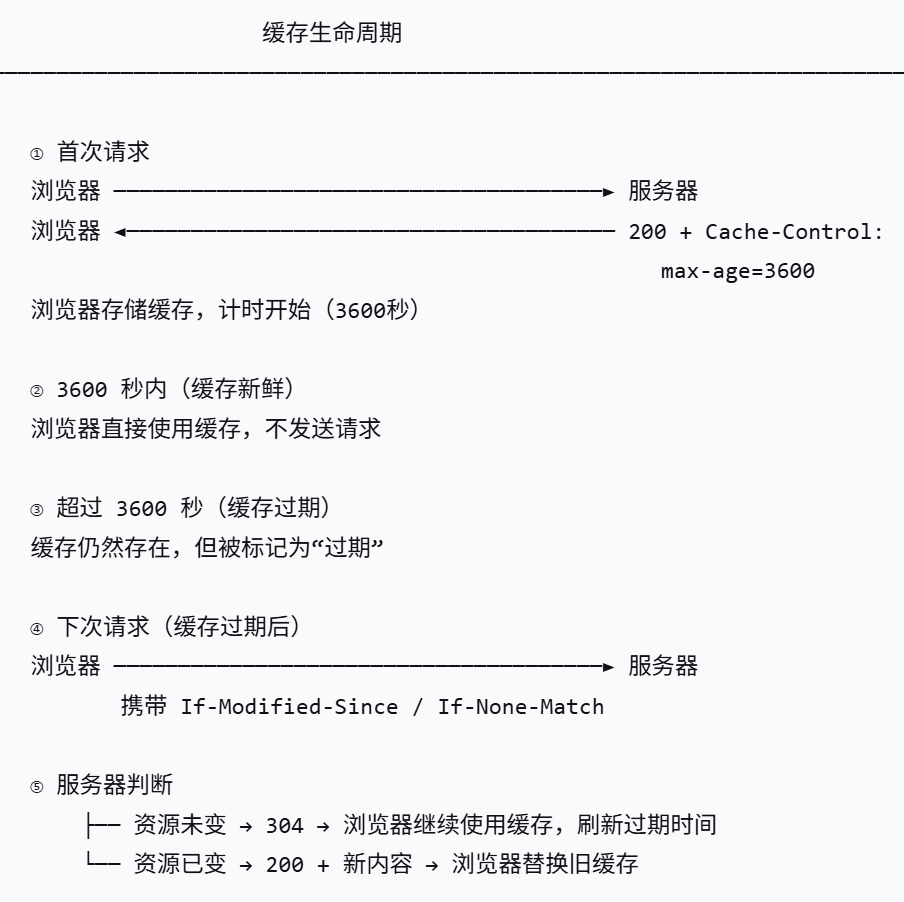 缓存生命周期
① 首次请求
浏览器 ──────────────────────────────────────► 服务器
浏览器 ◄────────────────────────────────────── 200 + Cache-Control:
max-age=3600
浏览器存储缓存，计时开始（3600秒）
② 3600 秒内（缓存新鲜）
浏览器直接使用缓存，不发送请求
③ 超过 3600 秒（缓存过期）
缓存仍然存在，但被标记为“过期”
④ 下次请求（缓存过期后）
浏览器 ──────────────────────────────────────► 服务器
携带 If-Modified-Since / If-None-Match
⑤ 服务器判断
├── 资源未变 → 304 → 浏览器继续使用缓存，刷新过期时间
└── 资源已变 → 200 + 新内容 → 浏览器替换旧缓存